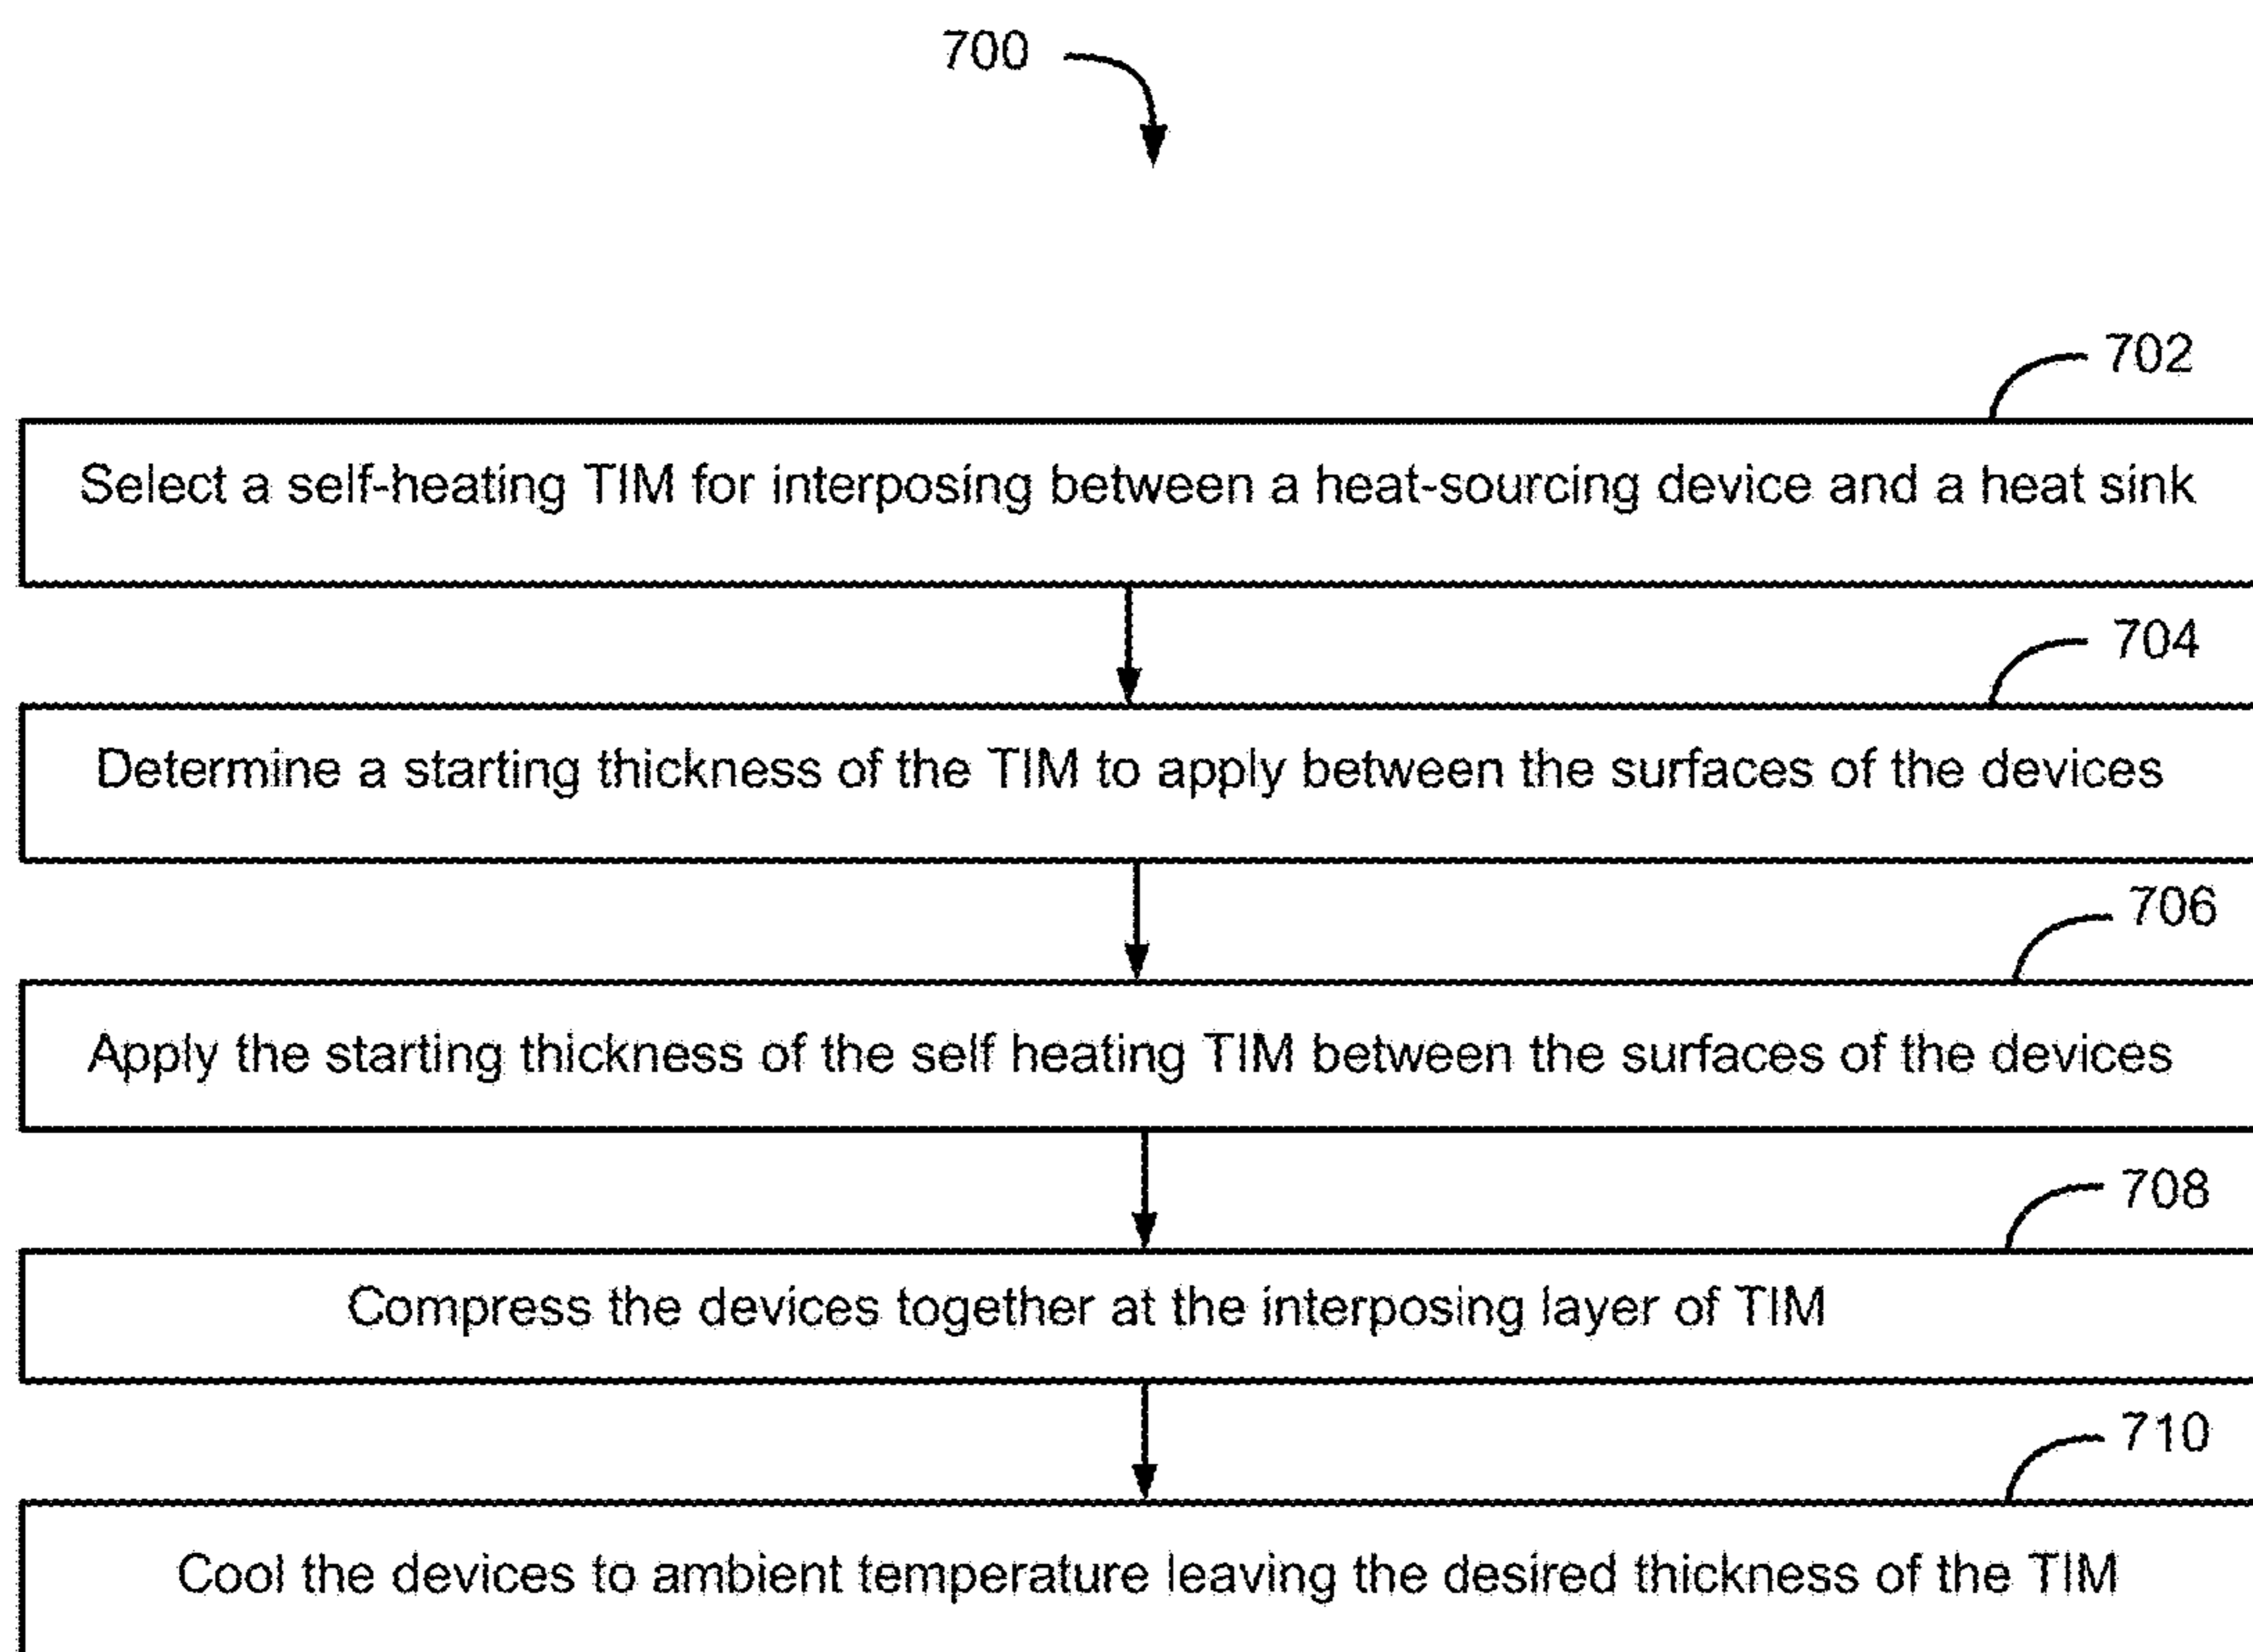 700
702
Select a self-heating TIM for interposing between a heat-sourcing device and a heat sink
704
Determine a starting thickness of the TIM to apply between the surfaces of the devices
706
Apply the starting thickness of the self heating TIM between the surfaces of the devices
708
Compress the devices together at the interposing layer of TIM
710
Cool the devices to ambient temperature leaving the desired thickness of the TIM